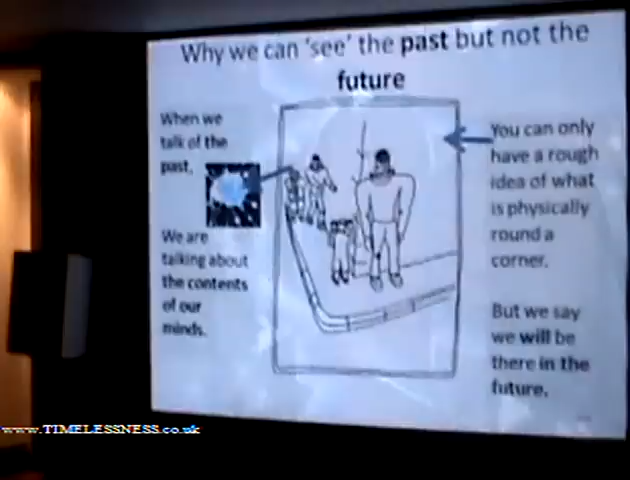 Why we can 'see' the past but not the
future
When we
talk of the
past,
We are
talking about
the contents
of our
minds.
You can only
have a rough
idea of what
is physically
round a
corner.
But we say
we will be
there in the
future.
www.TIMELESSNESS.co.uk